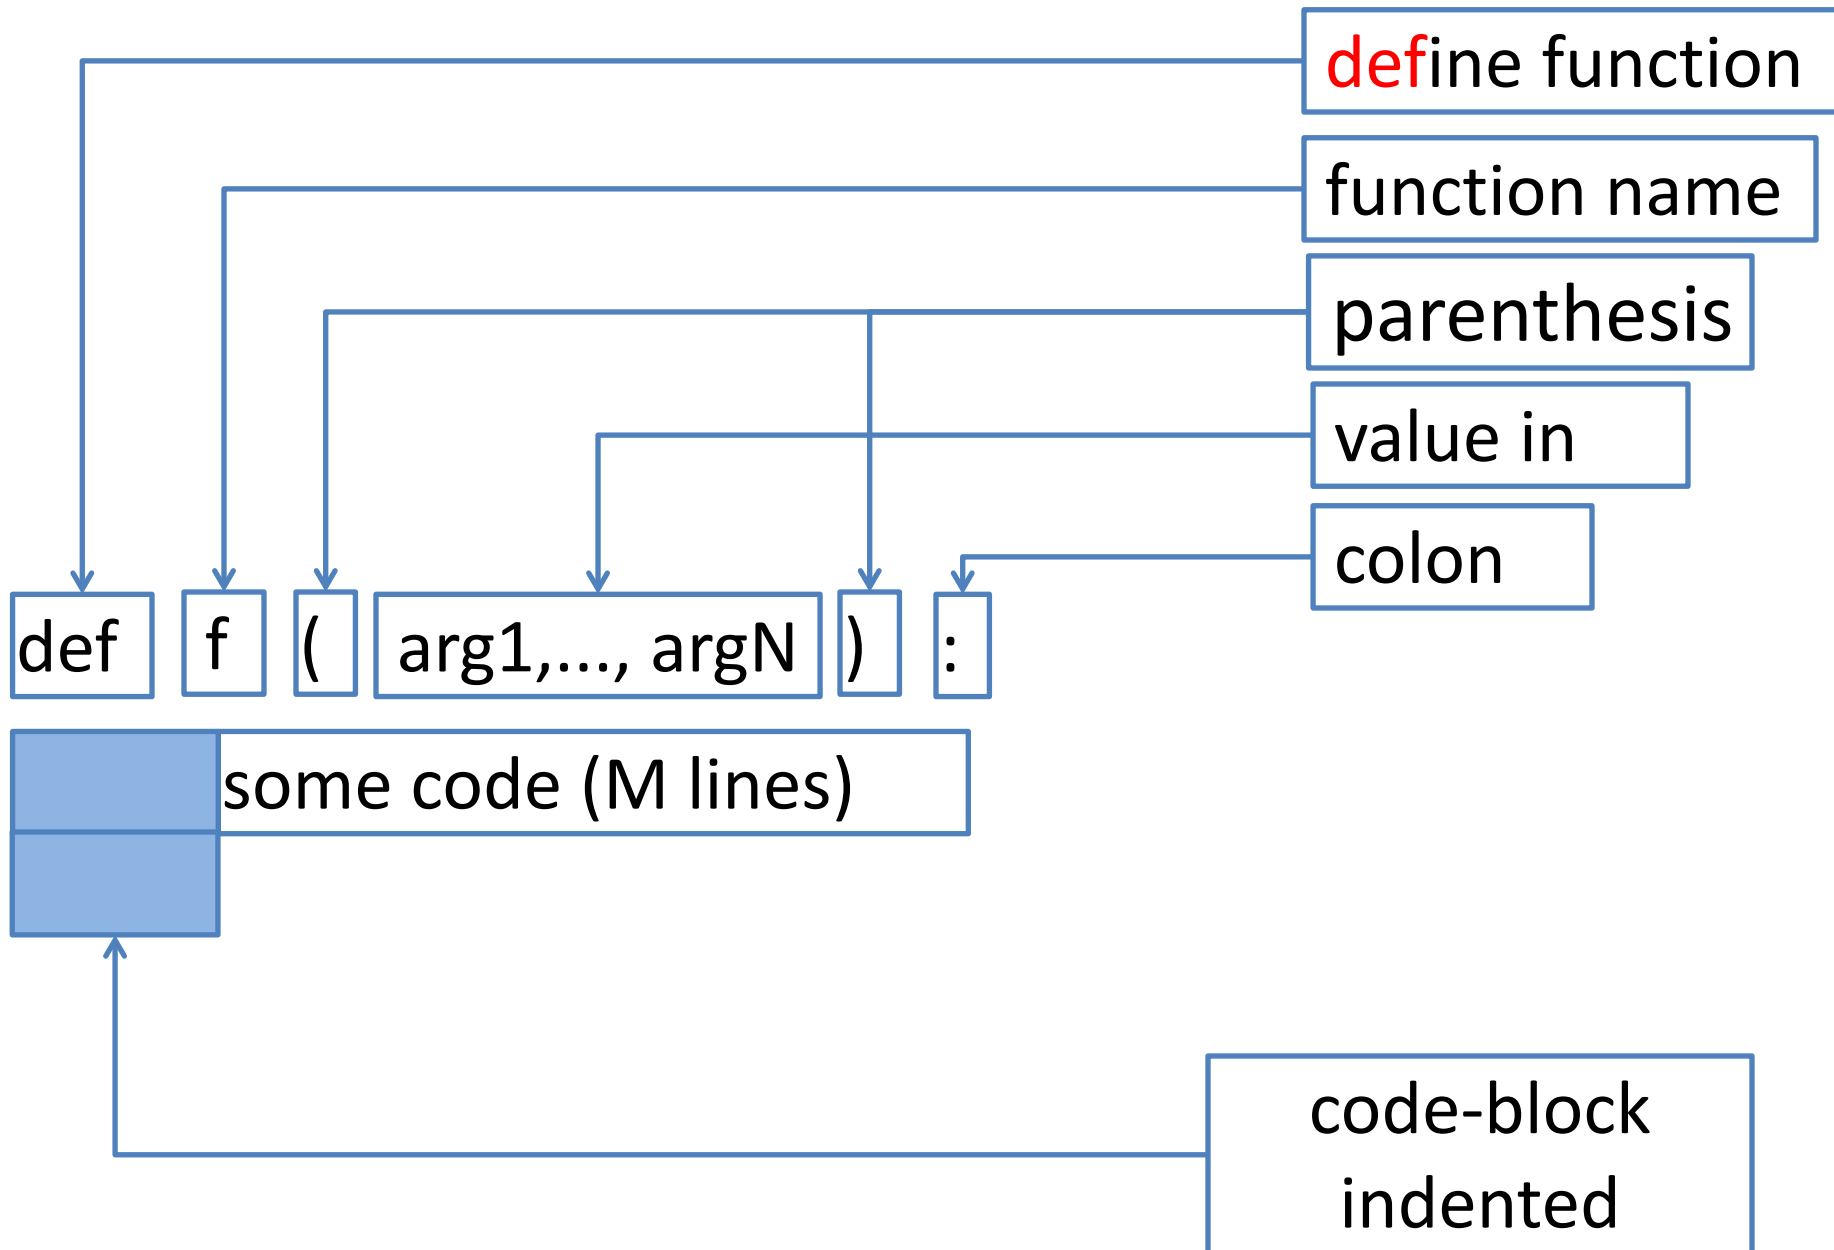 define function
function name
parenthesis
value in
colon
def f ( arg1,..., argN ) :
some code (M lines)
code-block
indented